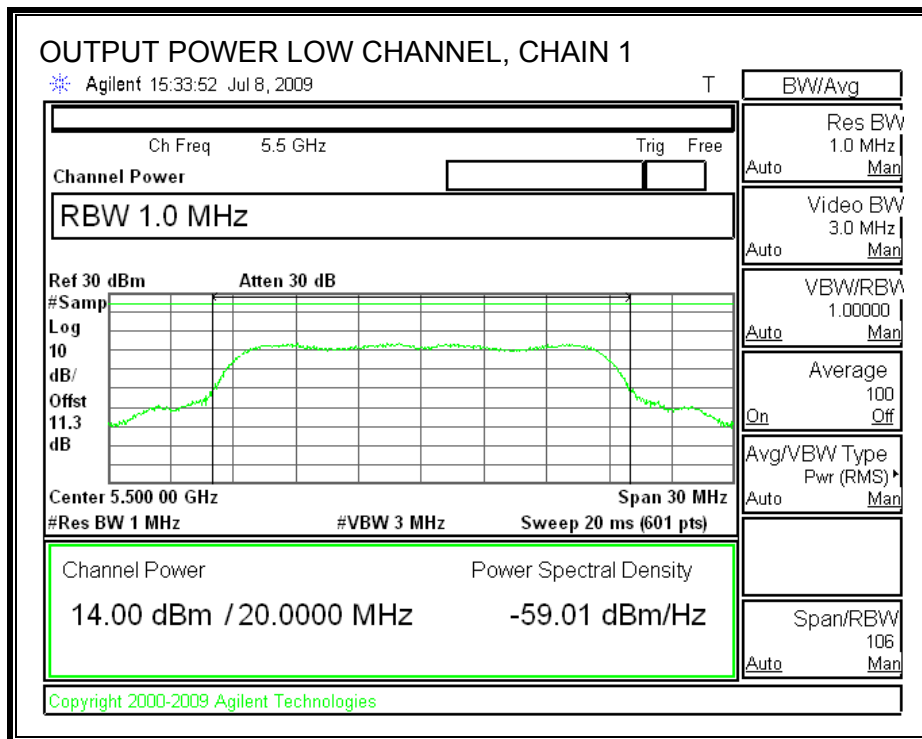 OUTPUT POWER LOW CHANNEL, CHAIN 1
Agilent 15:33:52 Jul 8, 2009 T
BW/Avg
Ch Freq 5.5 GHz Trig Free
Channel Power
RBW 1.0 MHz
Ref 30 dBm Atten 30 dB
#Samp
Log
10
dB/
Offst
11.3
dB
Center 5.500 00 GHz Span 30 MHz
#Res BW 1 MHz #VBW 3 MHz Sweep 20 ms (601 pts)
Channel Power Power Spectral Density
14.00 dBm / 20.0000 MHz -59.01 dBm/Hz
Copyright 2000-2009 Agilent Technologies
Res BW
1.0 MHz
Auto Man
Video BW
3.0 MHz
Auto Man
VBW/RBW
1.00000
Auto Man
Average
100
On Off
Avg/VBW Type
Pwr (RMS)
Auto Man
Span/RBW
106
Auto Man